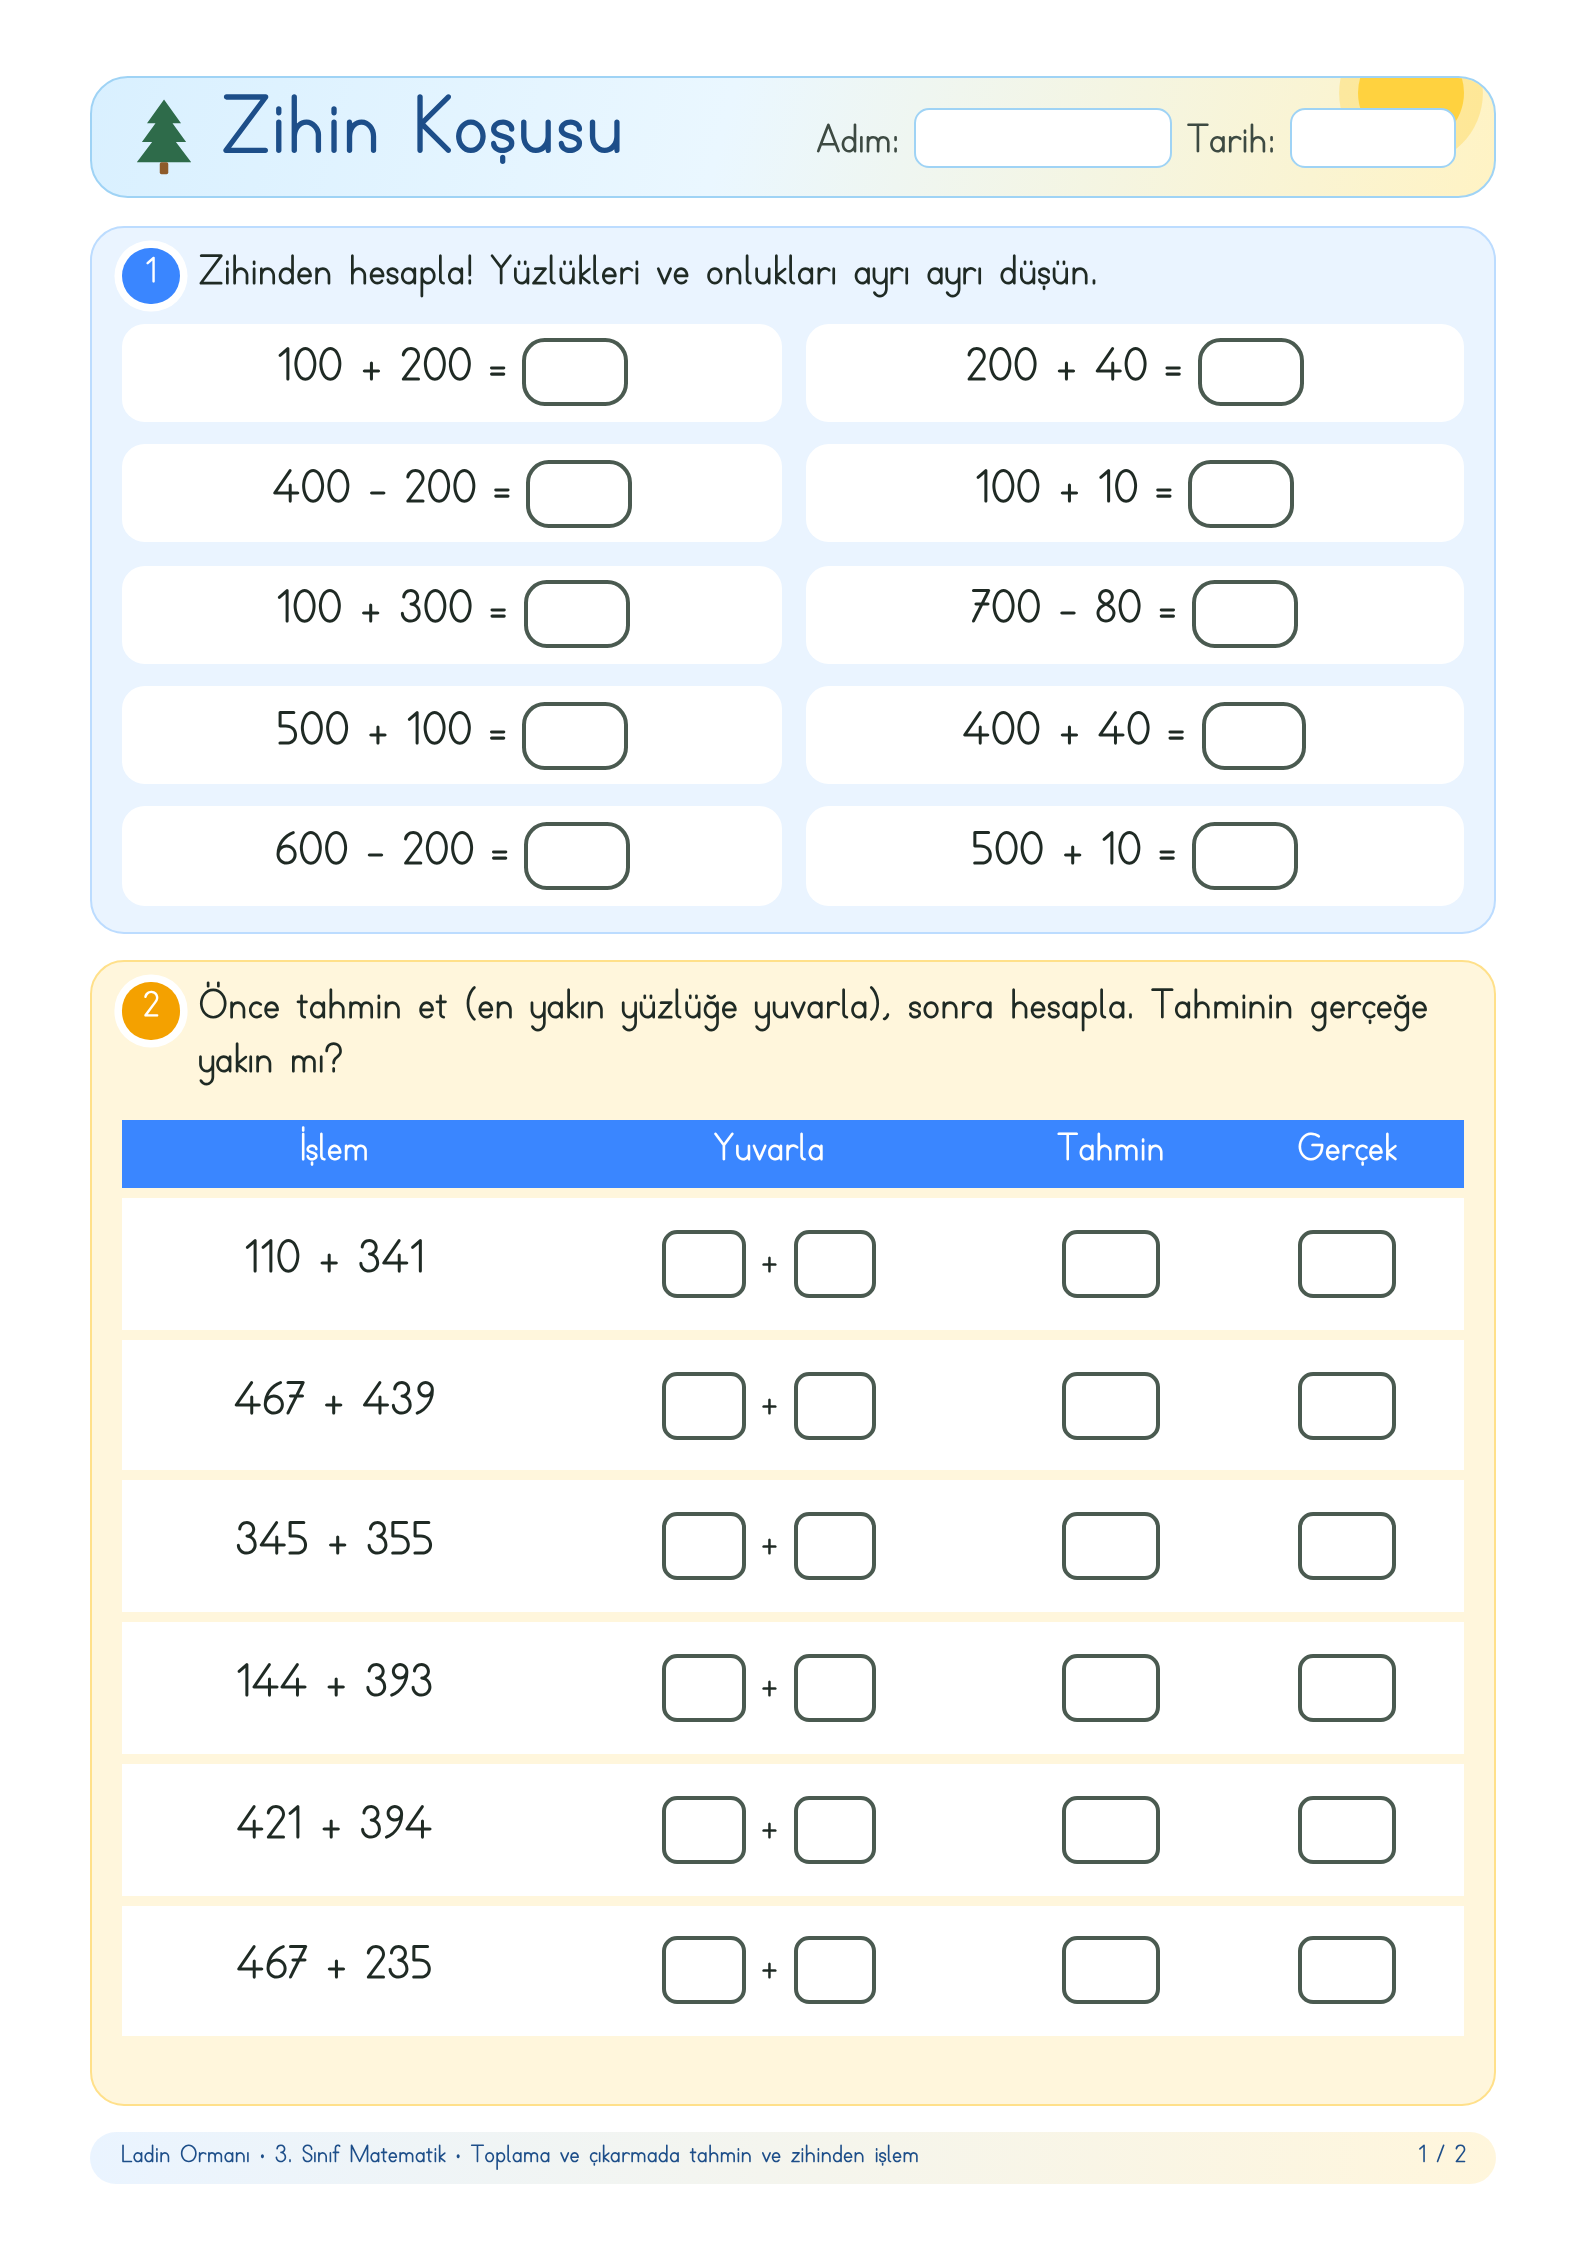 Zihin Koşusu
Adım: Tarih:
1 Zihinden hesapla! Yüzlükleri ve onlukları ayrı ayrı düşün.
100 + 200 = 200 + 40 =
400 - 200 = 100 + 10 =
100 + 300 = 700 - 80 =
500 + 100 = 400 + 40 =
600 - 200 = 500 + 10 =
2 Önce tahmin et (en yakın yüzlüğe yuvarla), sonra hesapla. Tahminin gerçeğe
yakın mı?
İşlem Yuvarla Tahmin Gerçek
110 + 341 +
467 + 439 +
345 + 355 +
144 + 393 +
421 + 394 +
467 + 235 +
Ladin Ormanı • 3. Sınıf Matematik • Toplama ve çıkarmada tahmin ve zihinden işlem 1 / 2